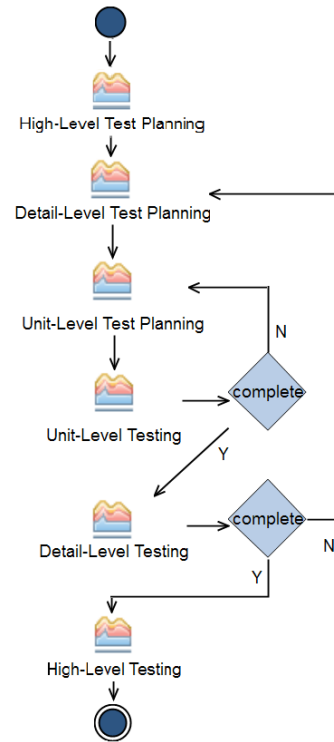 High-Level Test Planning
Detail-Level Test Planning
Unit-Level Test Planning
N
complete
Unit-Level Testing
Y
complete
Detail-Level Testing
N
Y
High-Level Testing